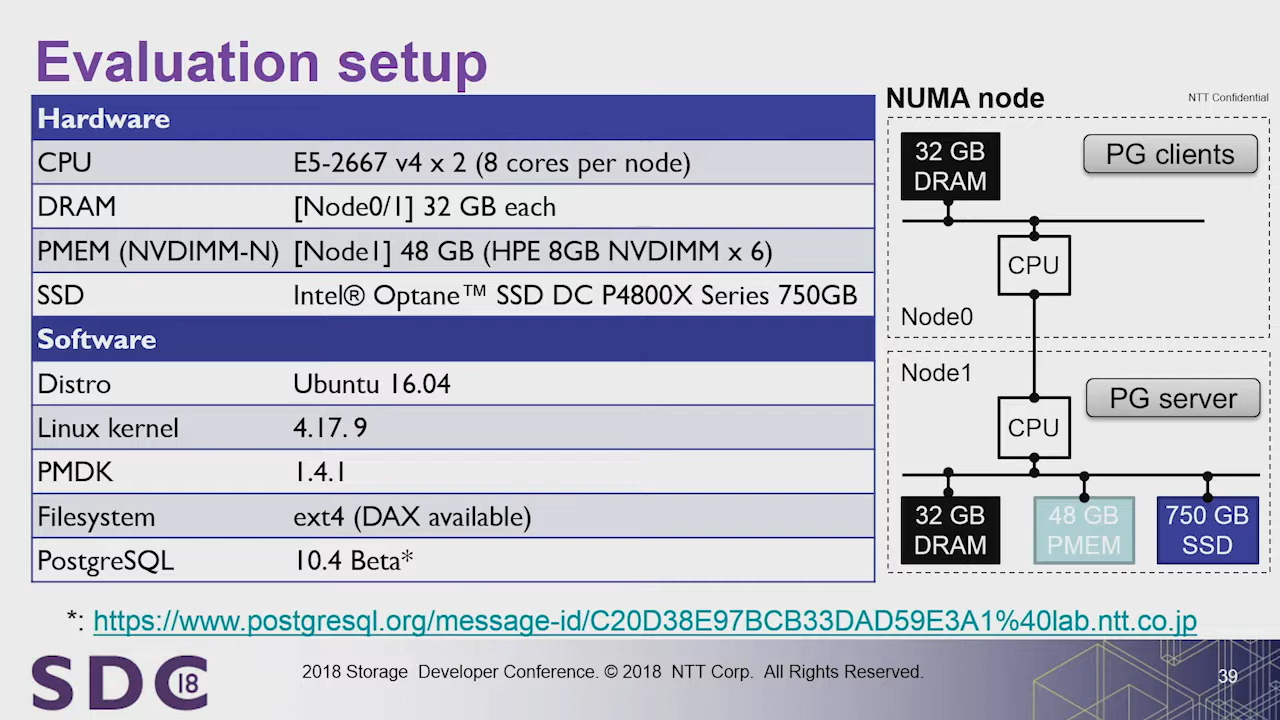 Evaluation setup
Hardware
CPU E5-2667 v4 x 2 (8 cores per node)
DRAM [Node0/1] 32 GB each
PMEM (NVDIMM-N) [Node1] 48 GB (HPE 8GB NVDIMM x 6)
SSD Intel® Optane™ SSD DC P4800X Series 750GB
Software
Distro Ubuntu 16.04
Linux kernel 4.17. 9
PMDK 1.4.1
Filesystem ext4 (DAX available)
PostgreSQL 10.4 Beta*
NUMA node
NTT Confidential
32 GB
DRAM
PG clients
CPU
Node0
Node1
PG server
CPU
32 GB
DRAM
48 GB
PMEM
750 GB
SSD
*: https://www.postgresql.org/message-id/C20D38E97BCB33DAD59E3A1%40lab.ntt.co.jp
SDC 18
2018 Storage Developer Conference. © 2018 NTT Corp. All Rights Reserved.
39